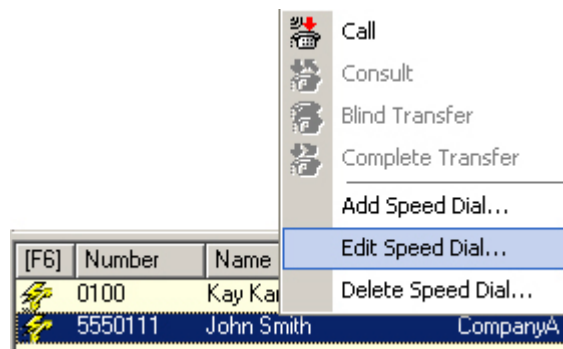 Call
Consult
Blind Transfer
Complete Transfer
Add Speed Dial...
Edit Speed Dial...
Delete Speed Dial...
[F6] Number Name
0100 Kay
5550111 John Smith CompanyA